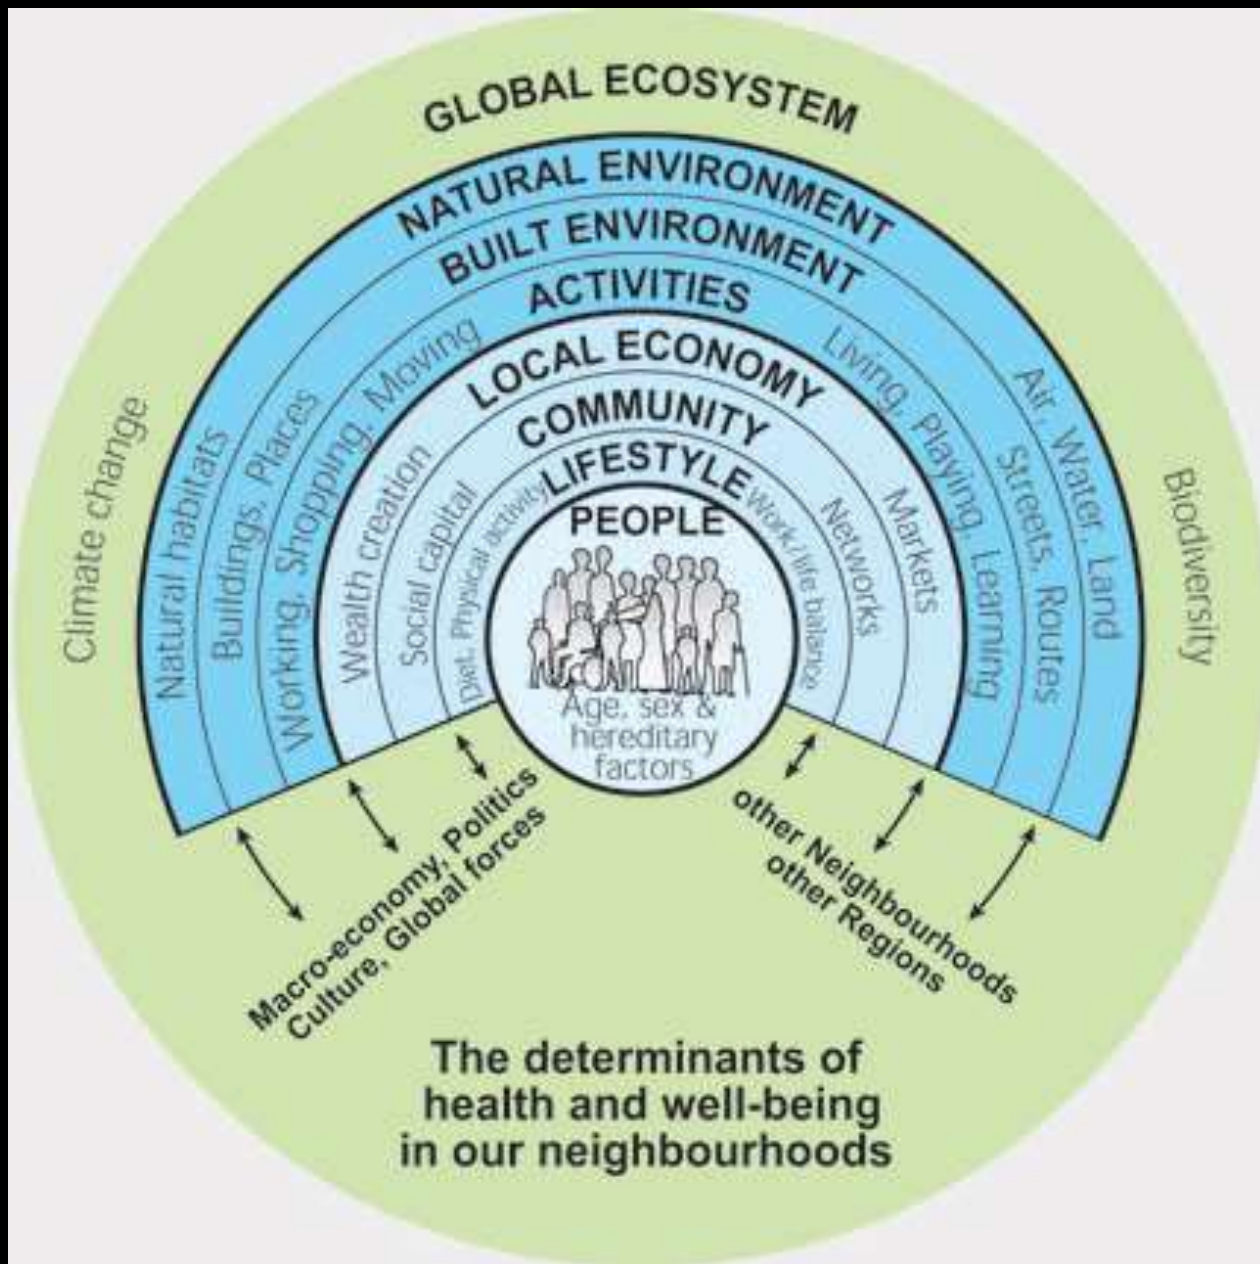 GLOBAL ECOSYSTEM
NATURAL ENVIRONMENT
BUILT ENVIRONMENT
ACTIVITIES
LOCAL ECONOMY
COMMUNITY
LIFESTYLE
PEOPLE
Climate change
Natural habitats
Buildings, Places
Working, Shopping, Moving
Wealth creation
Social capital
Diet, Physical activity
Work/life balance
Networks
Markets
Living, Playing, Learning
Streets, Routes
Air, Water, Land
Biodiversity
Age, sex &
hereditary
factors
Macro-economy, Politics
Culture, Global forces
other Neighbourhoods
other Regions
The determinants of
health and well-being
in our neighbourhoods